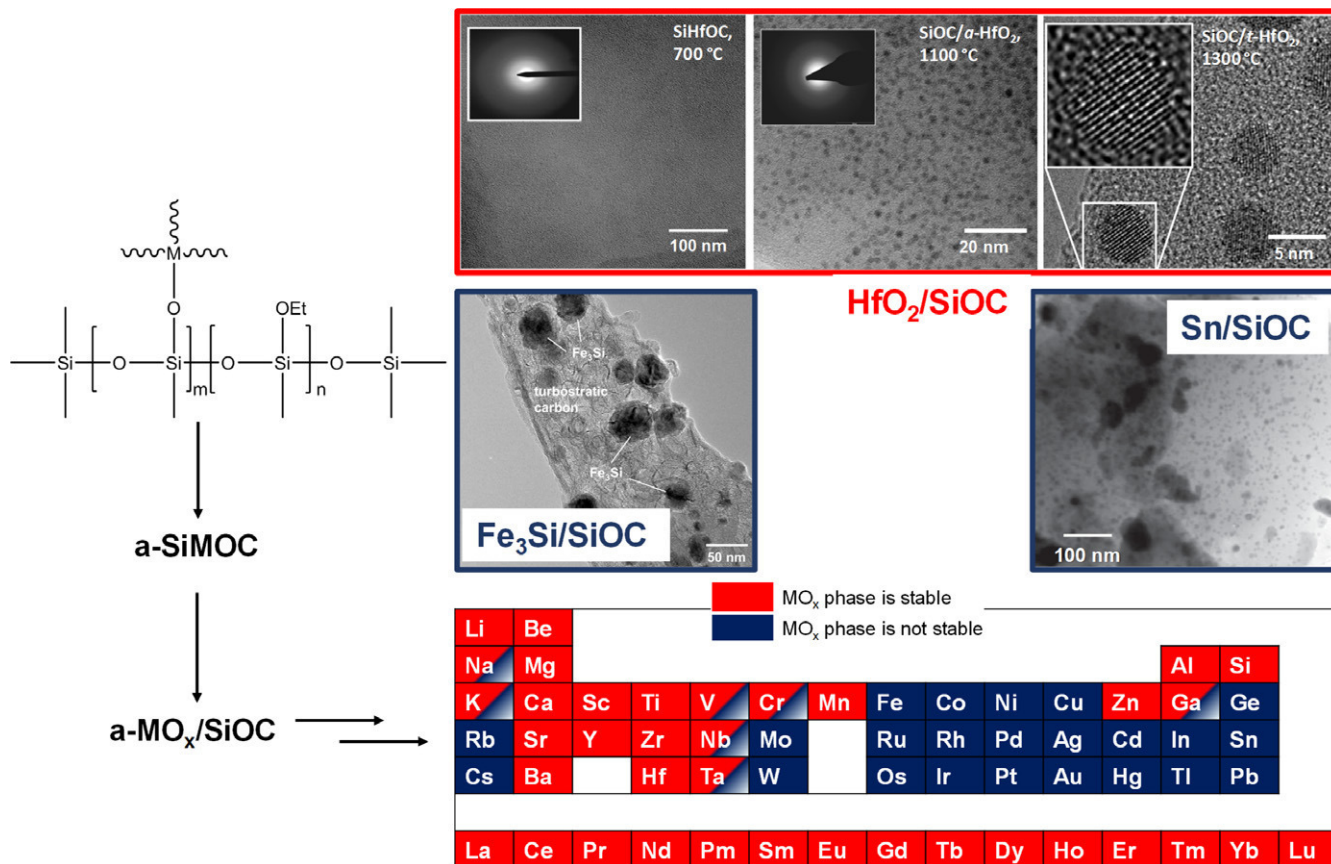 SiHfOC,
700 °C
100 nm
SiOC/a-HfO₂,
1100 °C
20 nm
SiOC/t-HfO₂,
1300 °C
5 nm
HfO₂/SiOC
M
O
OEt
Si O Si O Si O Si
m n
a-SiMOC
a-MOₓ/SiOC
Fe₃Si
turbostratic
carbon
Fe₃Si
Fe₃Si/SiOC
50 nm
Sn/SiOC
100 nm
MOₓ phase is stable
MOₓ phase is not stable
Li Be
Na Mg Al Si
K Ca Sc Ti V Cr Mn Fe Co Ni Cu Zn Ga Ge
Rb Sr Y Zr Nb Mo Ru Rh Pd Ag Cd In Sn
Cs Ba Hf Ta W Os Ir Pt Au Hg Tl Pb
La Ce Pr Nd Pm Sm Eu Gd Tb Dy Ho Er Tm Yb Lu